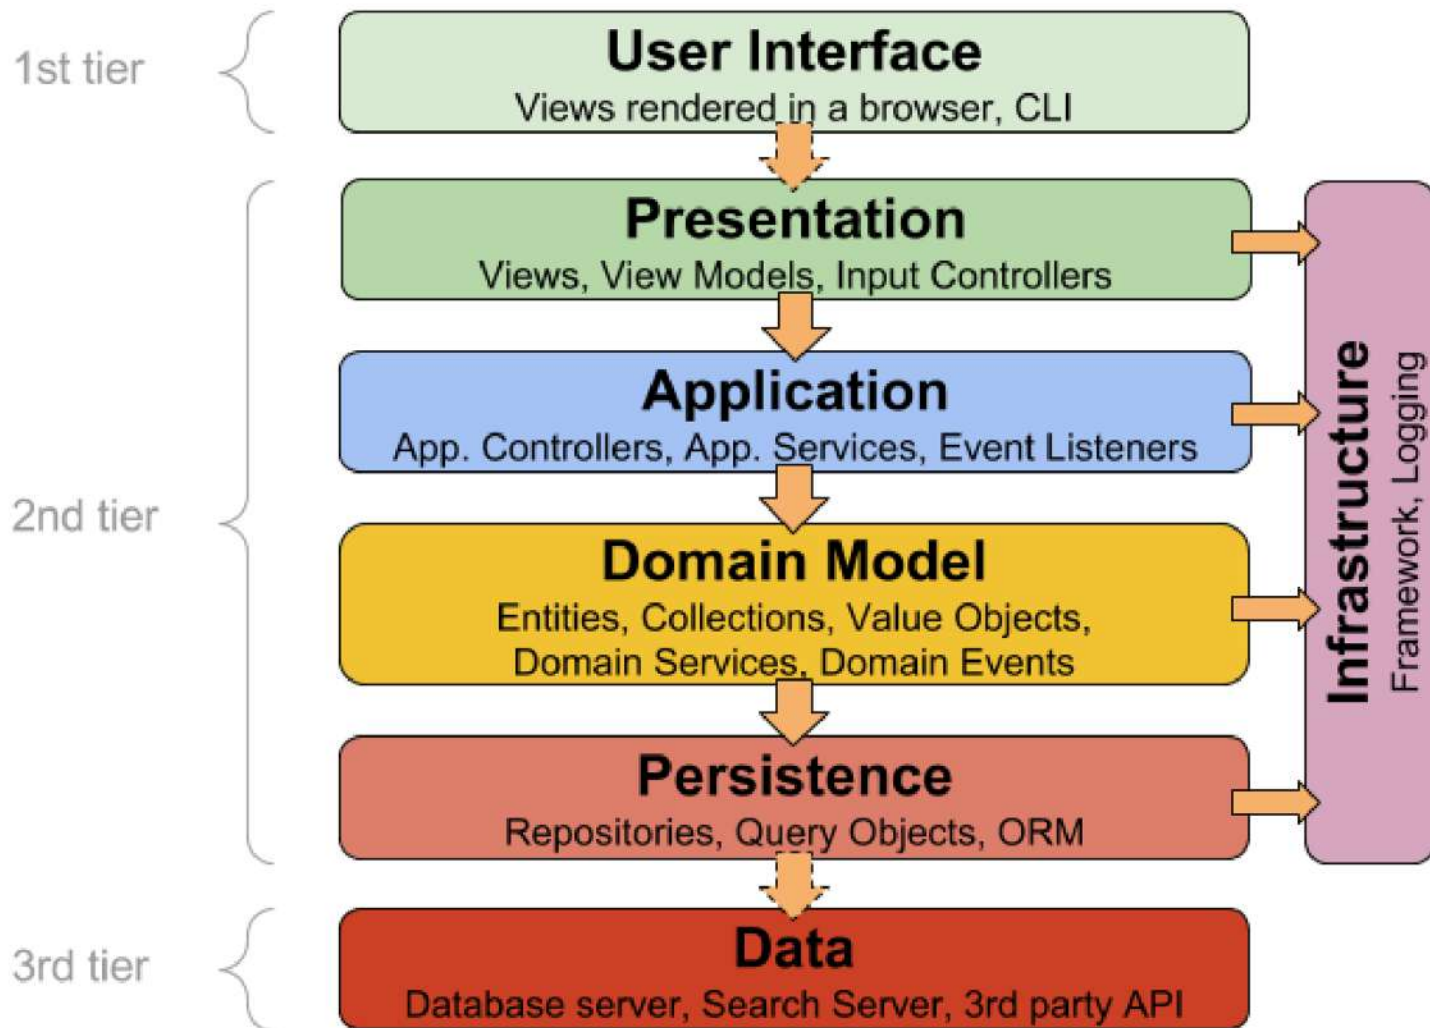 1st tier
User Interface
Views rendered in a browser, CLI
2nd tier
Presentation
Views, View Models, Input Controllers
Application
App. Controllers, App. Services, Event Listeners
Domain Model
Entities, Collections, Value Objects,
Domain Services, Domain Events
Persistence
Repositories, Query Objects, ORM
Infrastructure
Framework, Logging
3rd tier
Data
Database server, Search Server, 3rd party API